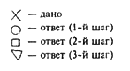 — дано
— ответ (1-й шаг)
— ответ (2-й шаг)
— ответ (3-й шаг)